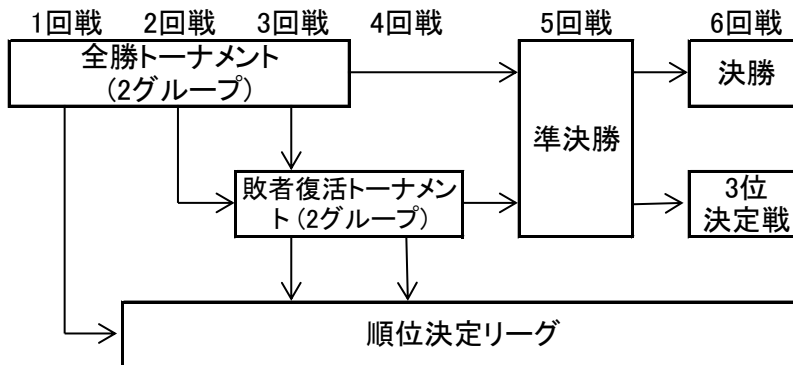 1回戦 2回戦 3回戦 4回戦 5回戦 6回戦
全勝トーナメント
(2グループ)
決勝
準決勝
敗者復活トーナメン
ト(2グループ)
3位
決定戦
順位決定リーグ